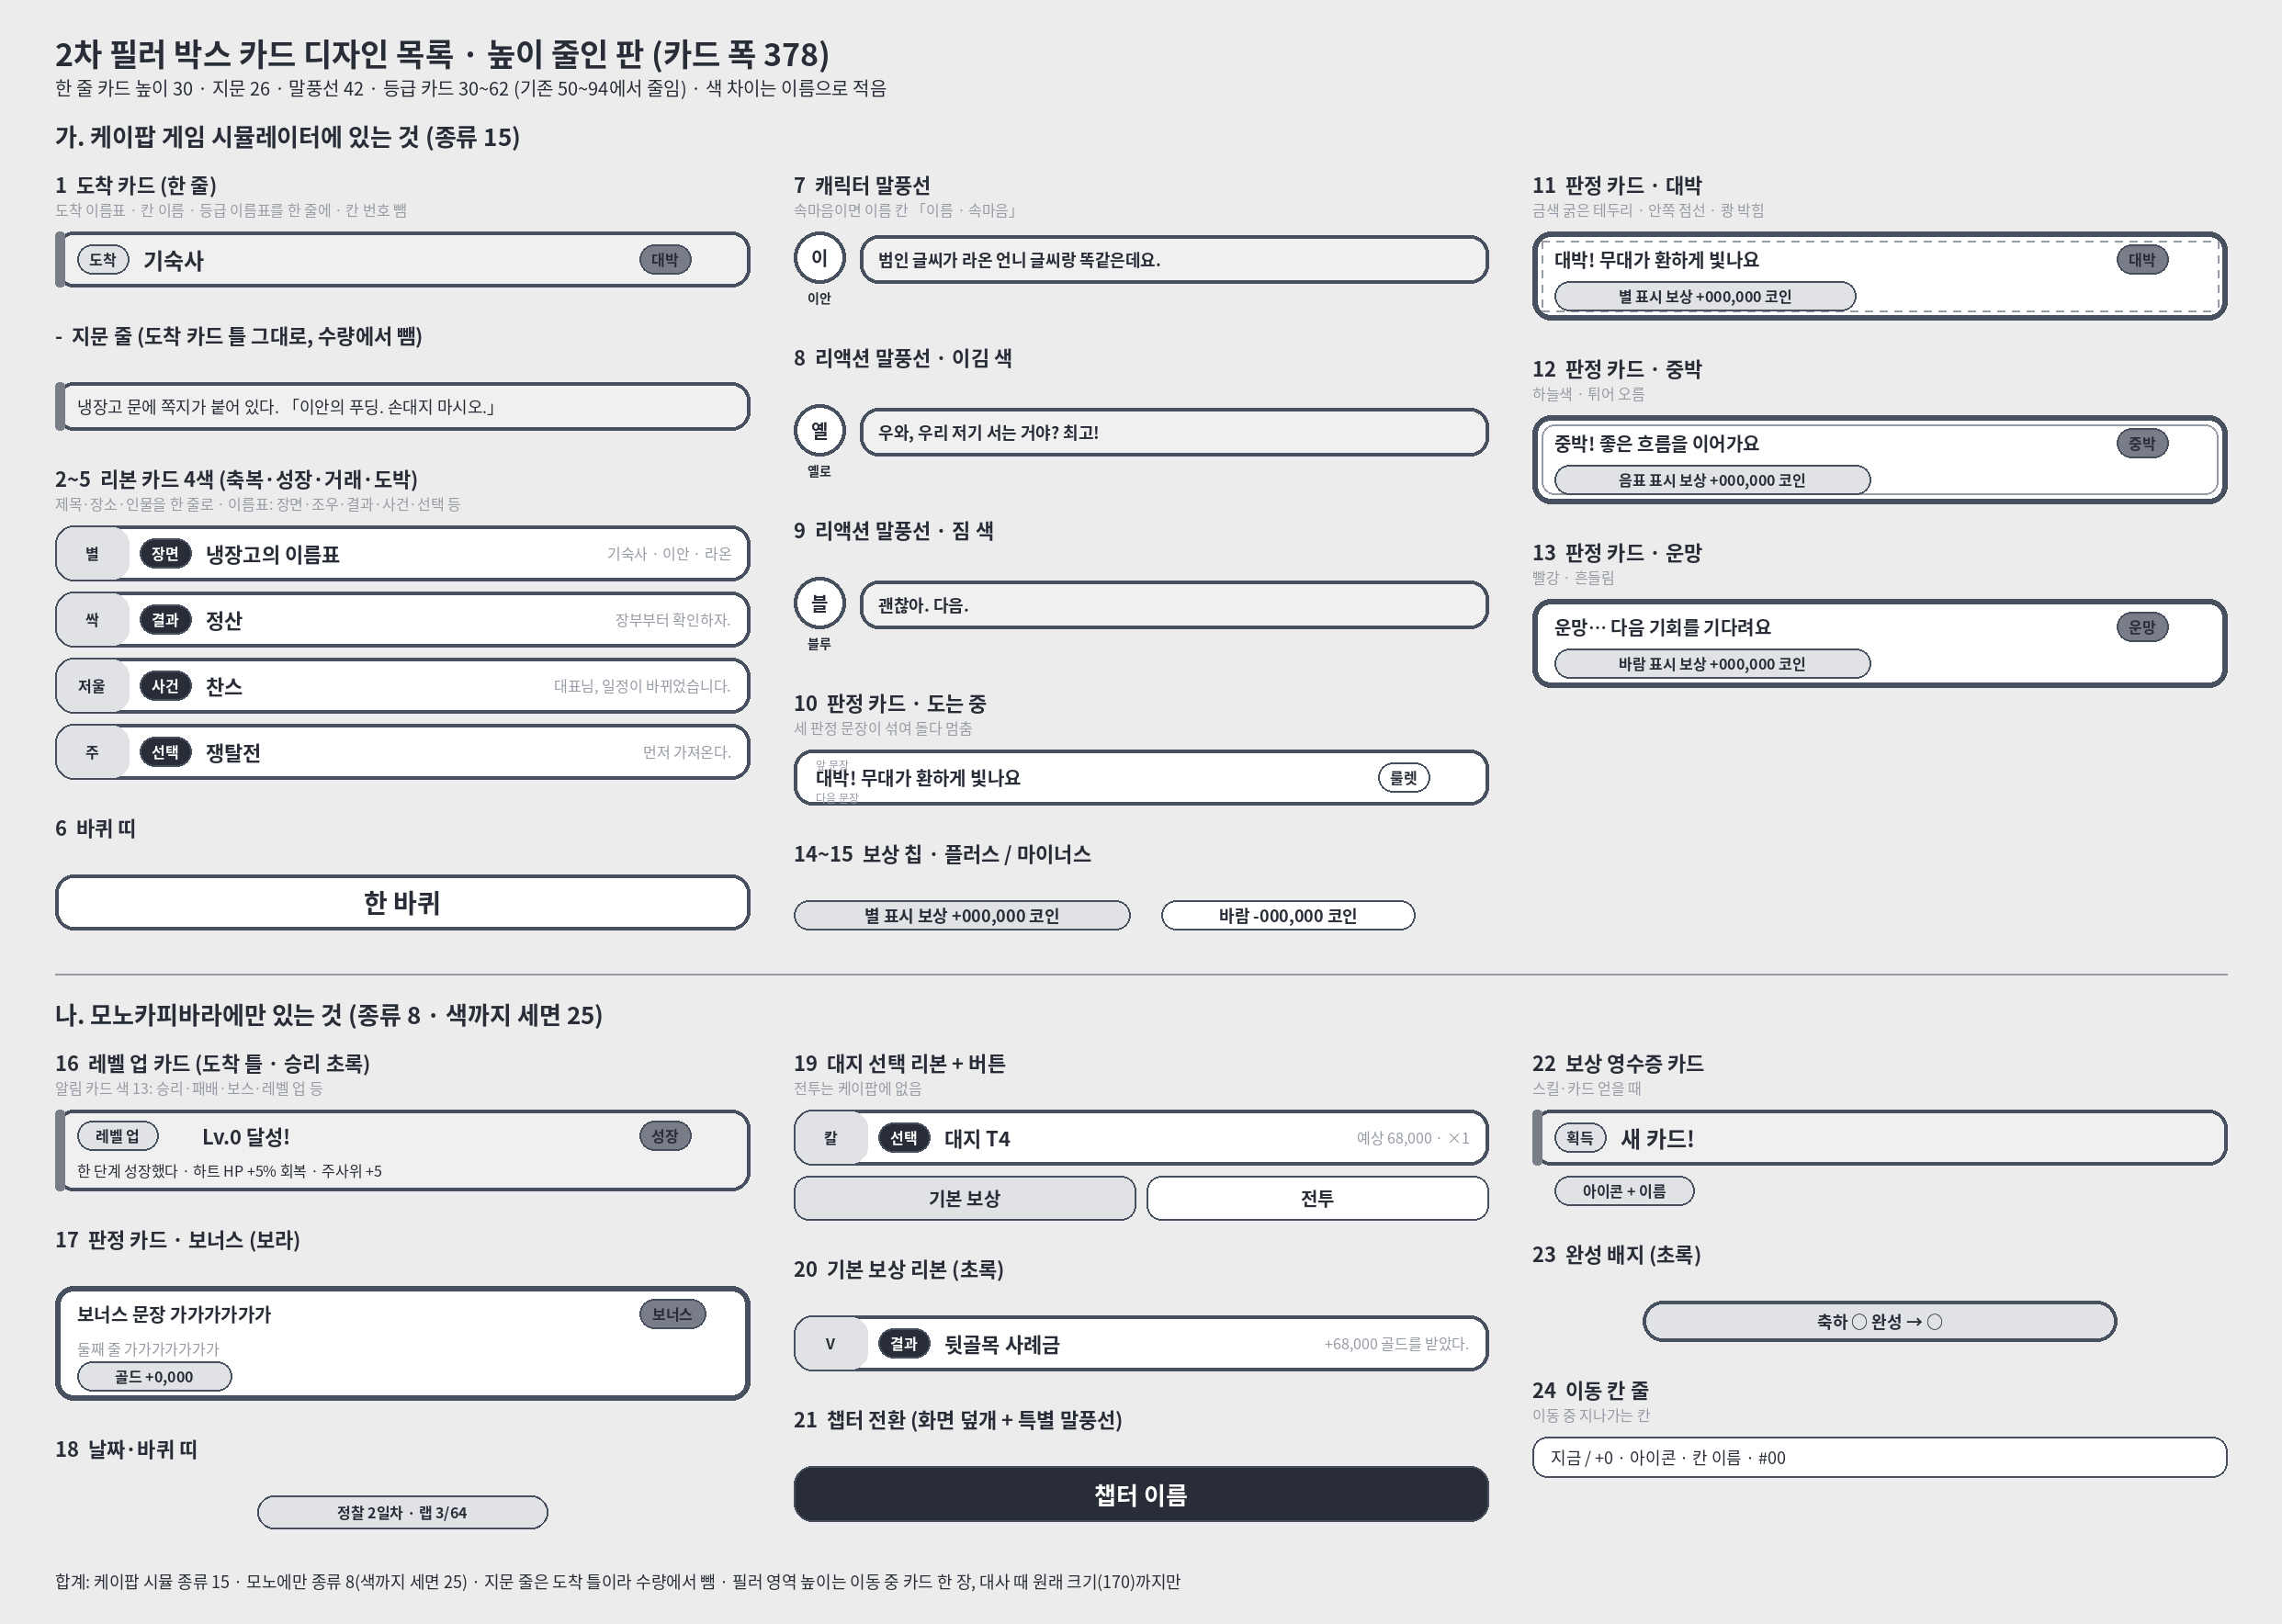 2차 필러 박스 카드 디자인 목록 · 높이 줄인 판 (카드 폭 378)
한 줄 카드 높이 30 · 지문 26 · 말풍선 42 · 등급 카드 30~62 (기존 50~94에서 줄임) · 색 차이는 이름으로 적음
가. 케이팝 게임 시뮬레이터에 있는 것 (종류 15)
1 도착 카드 (한 줄)
도착 이름표 · 칸 이름 · 등급 이름표를 한 줄에 · 칸 번호 뺌
도착 기숙사 대박
- 지문 줄 (도착 카드 틀 그대로, 수량에서 뺌)
냉장고 문에 쪽지가 붙어 있다. 「이안의 푸딩. 손대지 마시오.」
2~5 리본 카드 4색 (축복·성장·거래·도박)
제목·장소·인물을 한 줄로 · 이름표: 장면·조우·결과·사건·선택 등
별 장면 냉장고의 이름표 기숙사 · 이안 · 라온
싹 결과 정산 장부부터 확인하자.
저울 사건 찬스 대표님, 일정이 바뀌었습니다.
주 선택 쟁탈전 먼저 가져온다.
6 바퀴 띠
한 바퀴
7 캐릭터 말풍선
속마음이면 이름 칸 「이름 · 속마음」
이 범인 글씨가 라온 언니 글씨랑 똑같은데요.
이안
8 리액션 말풍선 · 이김 색
옐 우와, 우리 저기 서는 거야? 최고!
옐로
9 리액션 말풍선 · 짐 색
블 괜찮아. 다음.
블루
10 판정 카드 · 도는 중
세 판정 문장이 섞여 돌다 멈춤
앞 문장
대박! 무대가 환하게 빛나요 룰렛
다음 문장
14~15 보상 칩 · 플러스 / 마이너스
별 표시 보상 +000,000 코인 바람 -000,000 코인
11 판정 카드 · 대박
금색 굵은 테두리 · 안쪽 점선 · 쾅 박힘
대박! 무대가 환하게 빛나요 대박
별 표시 보상 +000,000 코인
12 판정 카드 · 중박
하늘색 · 튀어 오름
중박! 좋은 흐름을 이어가요 중박
음표 표시 보상 +000,000 코인
13 판정 카드 · 운망
빨강 · 흔들림
운망… 다음 기회를 기다려요 운망
바람 표시 보상 +000,000 코인
나. 모노카피바라에만 있는 것 (종류 8 · 색까지 세면 25)
16 레벨 업 카드 (도착 틀 · 승리 초록)
알림 카드 색 13: 승리·패배·보스·레벨 업 등
레벨 업 Lv.0 달성! 성장
한 단계 성장했다 · 하트 HP +5% 회복 · 주사위 +5
17 판정 카드 · 보너스 (보라)
보너스 문장 가가가가가가 보너스
둘째 줄 가가가가가가가
골드 +0,000
18 날짜·바퀴 띠
정찰 2일차 · 랩 3/64
19 대지 선택 리본 + 버튼
전투는 케이팝에 없음
칼 선택 대지 T4 예상 68,000 · ×1
기본 보상 전투
20 기본 보상 리본 (초록)
V 결과 뒷골목 사례금 +68,000 골드를 받았다.
21 챕터 전환 (화면 덮개 + 특별 말풍선)
챕터 이름
22 보상 영수증 카드
스킬·카드 얻을 때
획득 새 카드!
아이콘 + 이름
23 완성 배지 (초록)
축하 ○ 완성 → ○
24 이동 칸 줄
이동 중 지나가는 칸
지금 / +0 · 아이콘 · 칸 이름 · #00
합계: 케이팝 시뮬 종류 15 · 모노에만 종류 8(색까지 세면 25) · 지문 줄은 도착 틀이라 수량에서 뺌 · 필러 영역 높이는 이동 중 카드 한 장, 대사 때 원래 크기(170)까지만